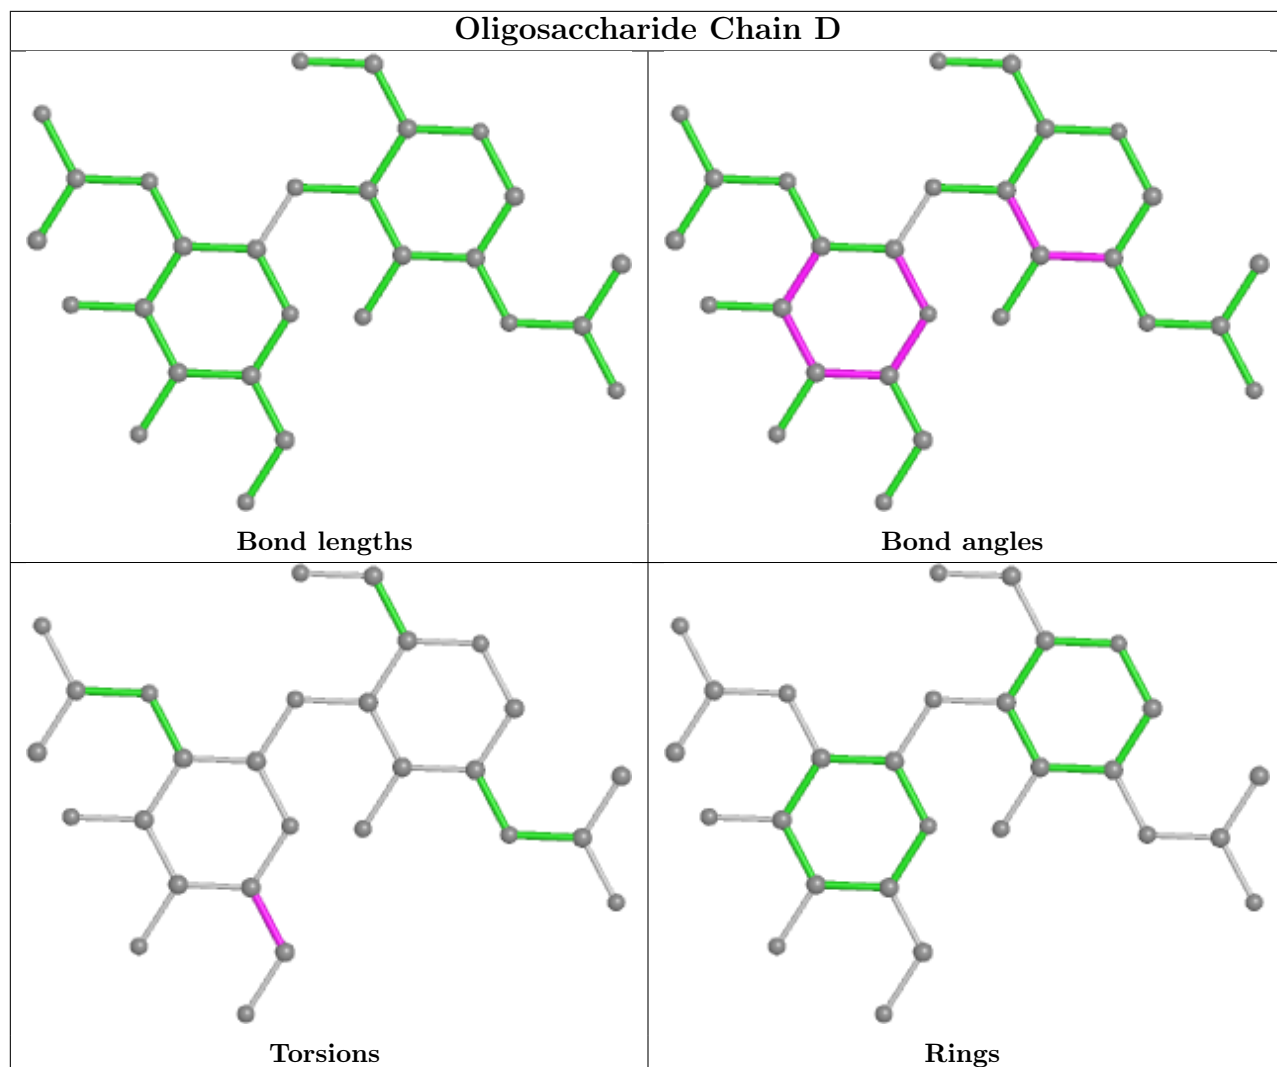 Oligosaccharide Chain D
Bond lengths
Bond angles
Torsions
Rings